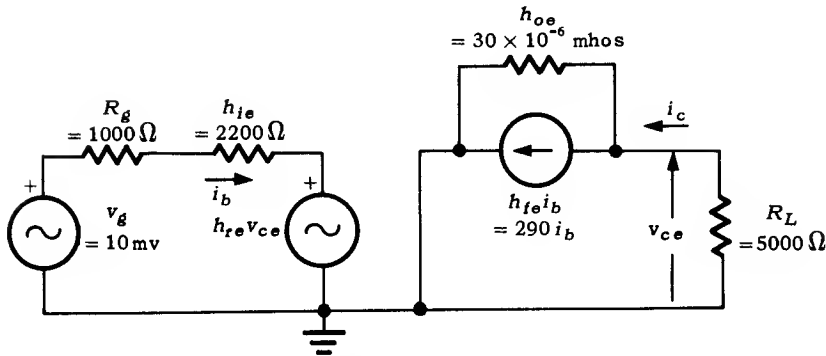 h_oe
= 30 × 10⁻⁶ mhos
R_g
= 1000 Ω
h_ie
= 2200 Ω
i_c
+
i_b
+
v_g
= 10 mv
h_re v_ce
h_fe i_b
= 290 i_b
v_ce
R_L
= 5000 Ω